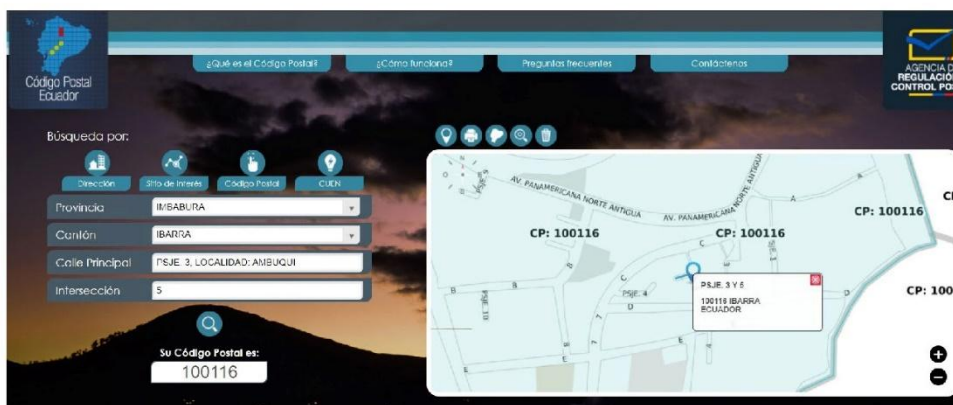 Código Postal
Ecuador
¿Qué es el Código Postal?
¿Cómo funciona?
Preguntas frecuentes
Contáctenos
AGENCIA D
REGULACIÓN
CONTROL POS
Búsqueda por:
Dirección
Sitio de Interés
Código Postal
CUEN
Provincia
IMBABURA
Cantón
IBARRA
Calle Principal
PSJE. 3, LOCALIDAD: AMBUQUI
Intersección
5
Su Código Postal es:
100116
AV. PANAMERICANA NORTE ANTIGUA
AV. PANAMERICANA NORTE ANTIGUA
CP: 100116
CP: 100116
CP: 100116
CP: 100
PSJE. 10
PSJE. 4
PSJE. 3 Y 5
100116 IBARRA
ECUADOR